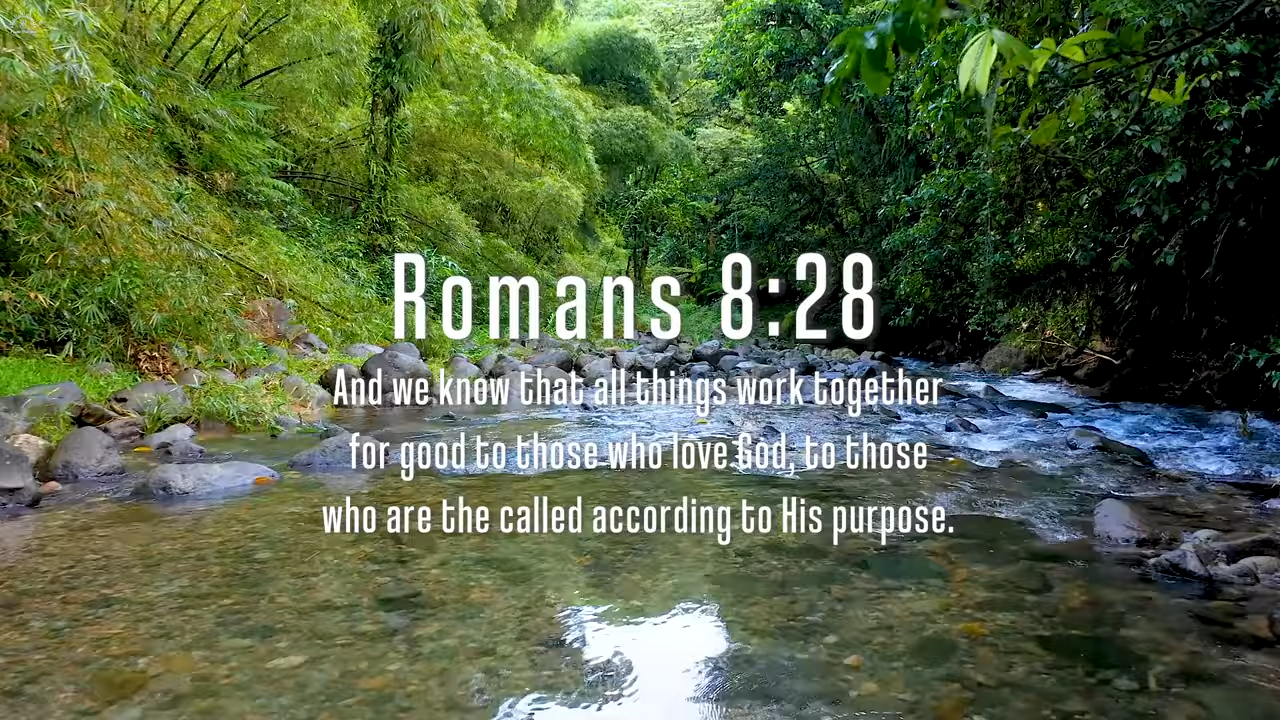 Romans 8:28
And we know that all things work together
for good to those who love God, to those
who are the called according to His purpose.